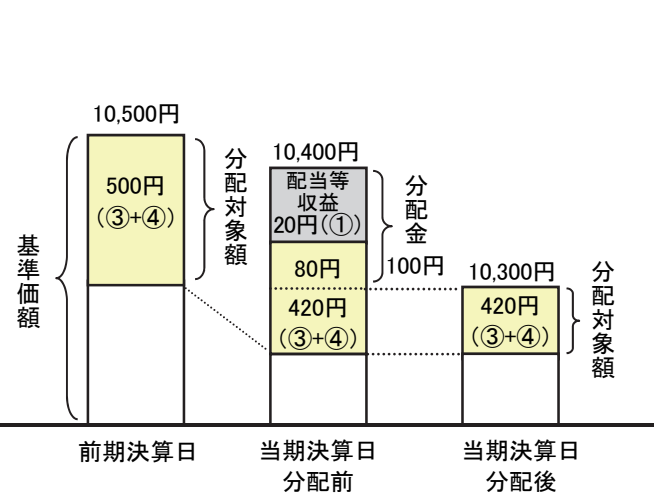 10,500円
500円
(③+④)
分配対象額
基準価額
前期決算日
10,400円
配当等
収益
20円(①)
80円
420円
(③+④)
分配金
100円
当期決算日
分配前
10,300円
420円
(③+④)
分配対象額
当期決算日
分配後